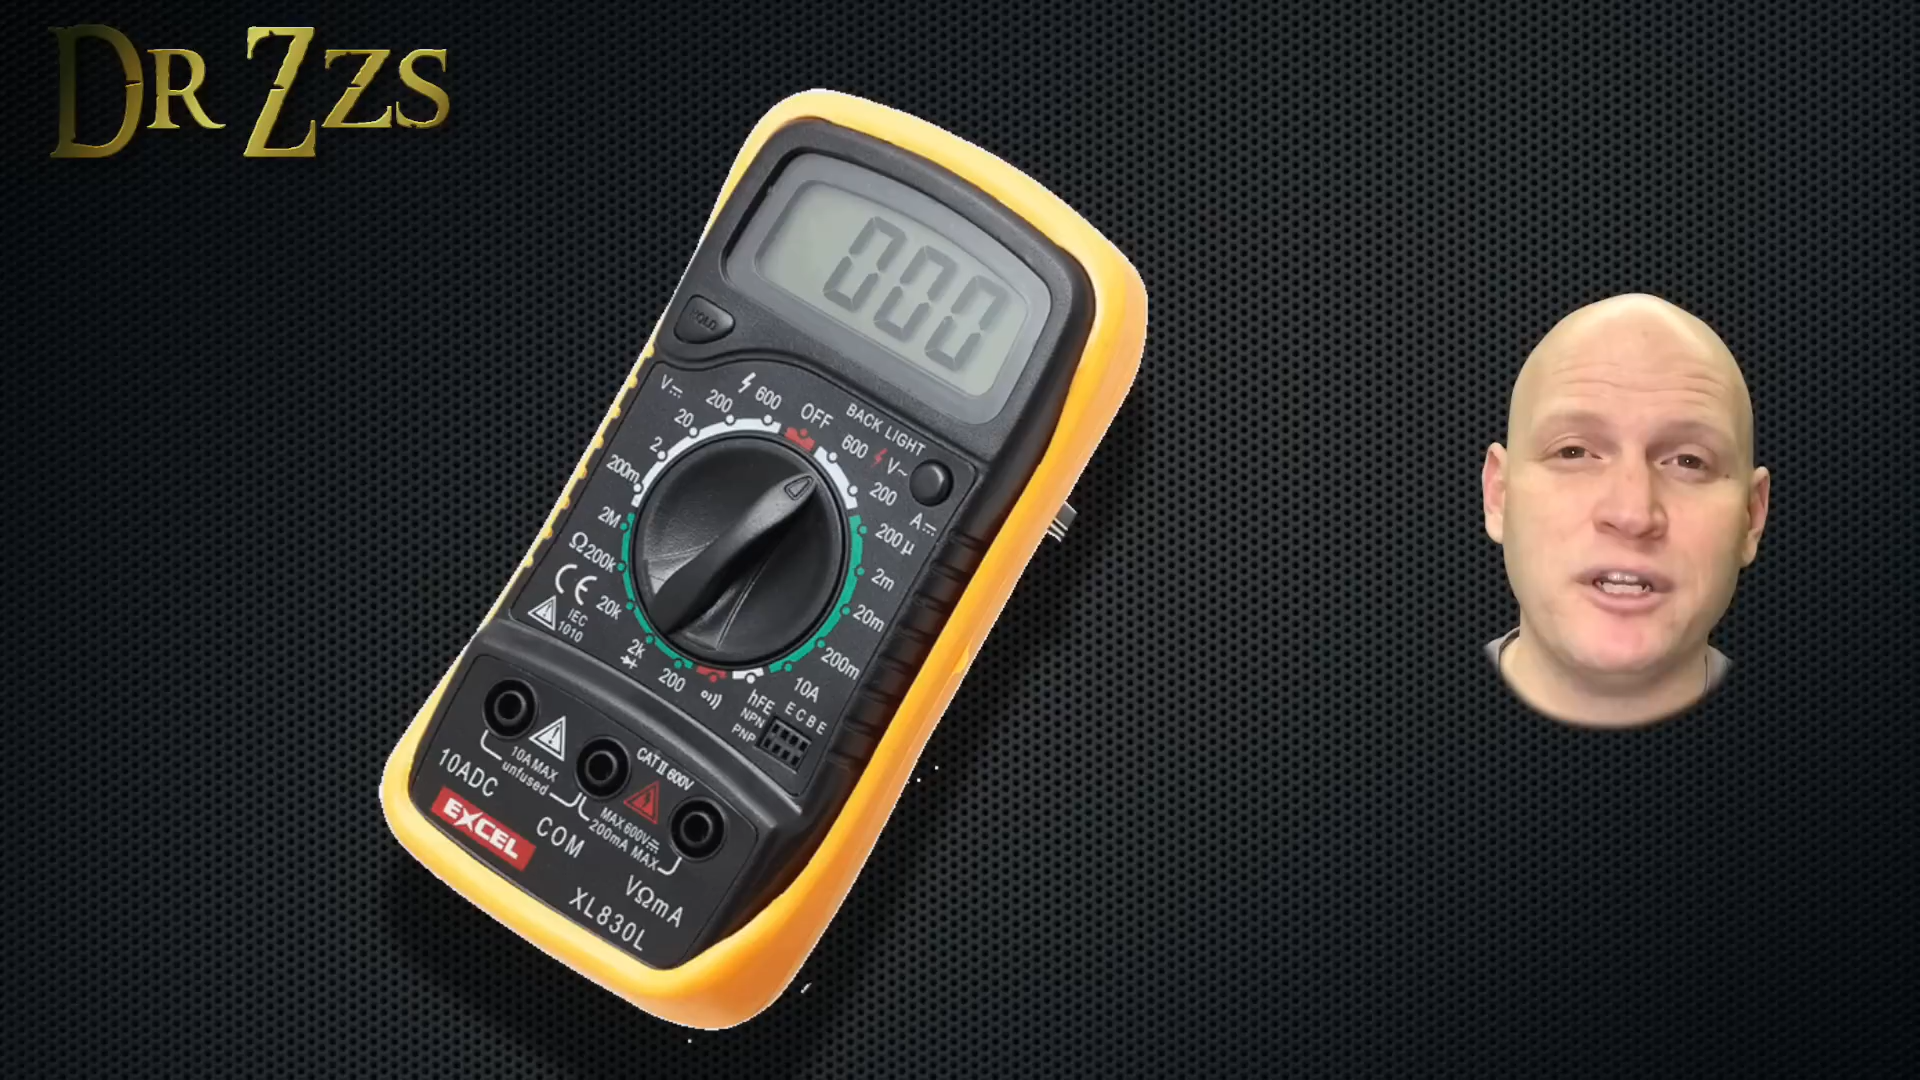 DR ZZS
000
HOLD
BACK LIGHT
V⎓
200
600
OFF
600
V~
20
200
2
A⎓
200m
200µ
2M
2m
Ω
200k
20m
CE
20k
IEC
1010
200m
2k
10A
200
hFE
E C B E
NPN
PNP
10A MAX
unfused
CAT II 600V
10ADC
MAX 600V⎓
200mA MAX
EXCEL
COM
VΩmA
XL830L